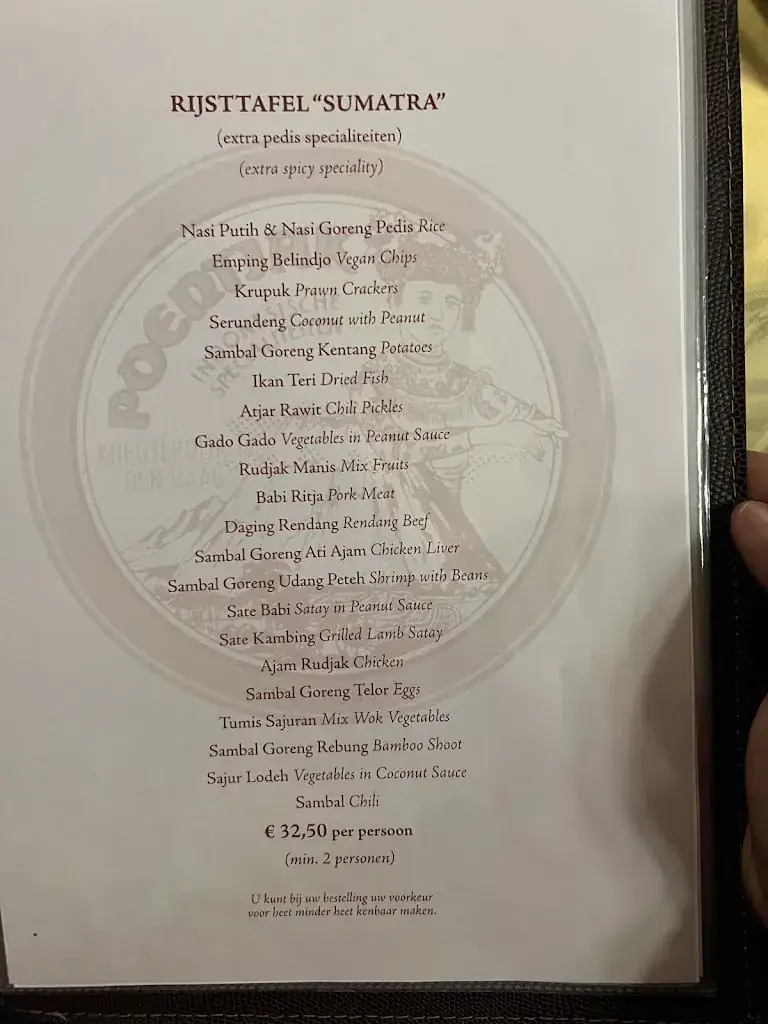 RIJSTTAFEL “SUMATRA”
(extra pedis specialiteiten)
(extra spicy speciality)
Nasi Putih & Nasi Goreng Pedis Rice
Emping Belindjo Vegan Chips
Krupuk Prawn Crackers
Serundeng Coconut with Peanut
Sambal Goreng Kentang Potatoes
Ikan Teri Dried Fish
Atjar Rawit Chili Pickles
Gado Gado Vegetables in Peanut Sauce
Rudjak Manis Mix Fruits
Babi Ritja Pork Meat
Daging Rendang Rendang Beef
Sambal Goreng Ati Ajam Chicken Liver
Sambal Goreng Udang Peteh Shrimp with Beans
Sate Babi Satay in Peanut Sauce
Sate Kambing Grilled Lamb Satay
Ajam Rudjak Chicken
Sambal Goreng Telor Eggs
Tumis Sajuran Mix Wok Vegetables
Sambal Goreng Rebung Bamboo Shoot
Sajur Lodeh Vegetables in Coconut Sauce
Sambal Chili
€ 32,50 per persoon
(min. 2 personen)
U kunt bij uw bestelling uw voorkeur
voor heet minder heet kenbaar maken.
DEN HAAG